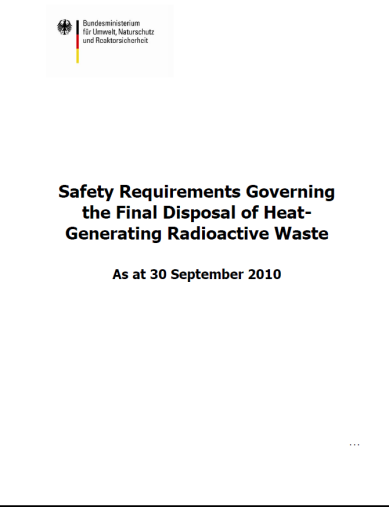 Bundesministerium
für Umwelt, Naturschutz
und Reaktorsicherheit
Safety Requirements Governing
the Final Disposal of Heat-
Generating Radioactive Waste
As at 30 September 2010
...